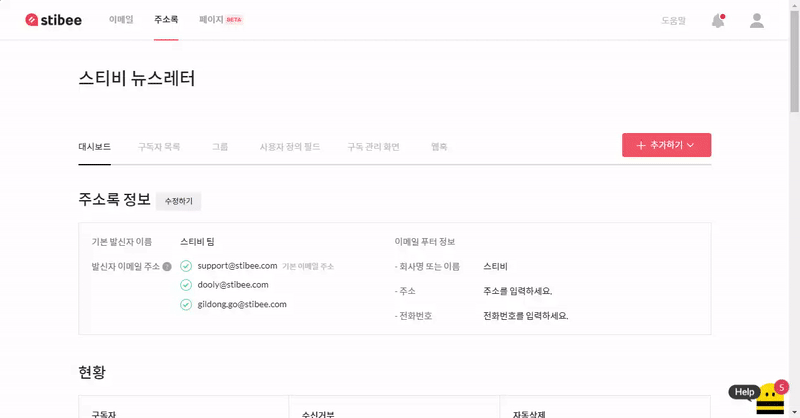 stibee 이메일 주소록 페이지 BETA 도움말
스티비 뉴스레터
대시보드 구독자 목록 그룹 사용자 정의 필드 구독 관리 화면 웹훅 + 추가하기
주소록 정보 수정하기
기본 발신자 이름 스티비 팀 이메일 푸터 정보
발신자 이메일 주소 ? support@stibee.com 기본 이메일 주소 - 회사명 또는 이름 스티비
dooiy@stibee.com - 주소 주소를 입력하세요.
gildong.go@stibee.com - 전화번호 전화번호를 입력하세요.
현황
Help 5
구독자 수신거부 자동삭제